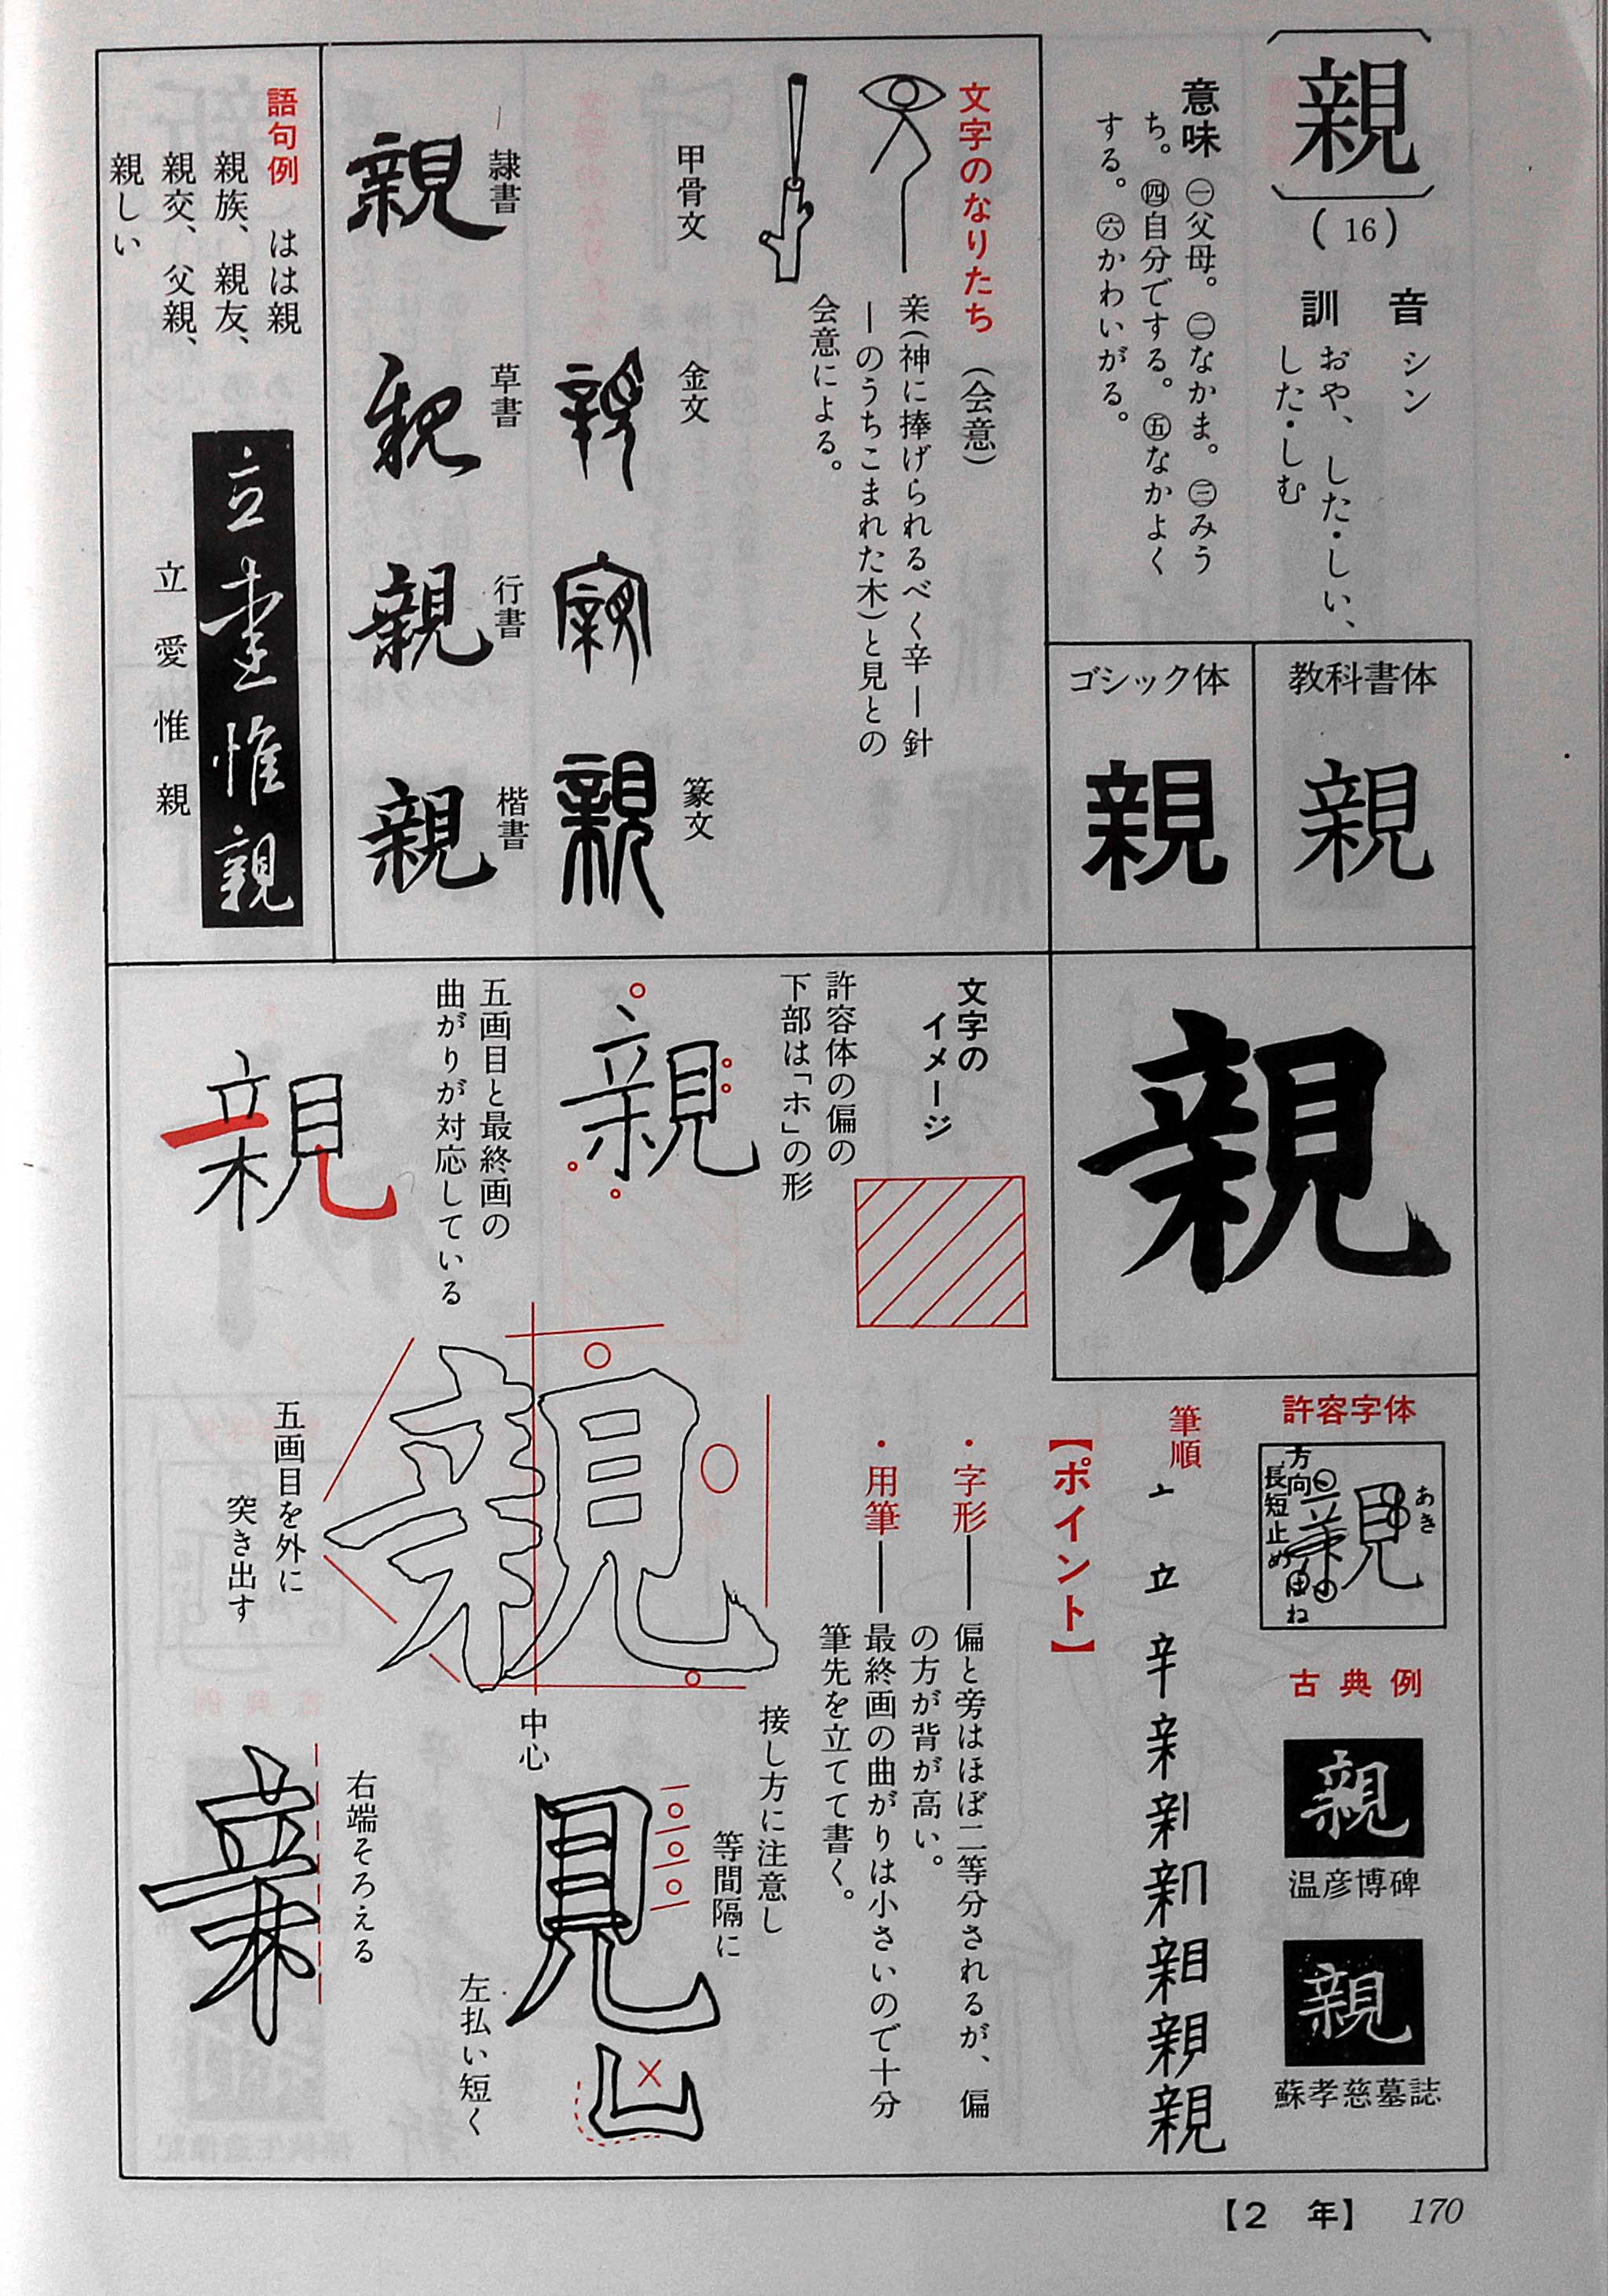 親
(16)
音 シン
訓 おや、した・しい、
した・しむ
意味 ㊀父母。㊁なかま。㊂みう
ち。㊃自分でする。㊄なかよく
する。㊅かわいがる。
教科書体
親
ゴシック体
親
文字のなりたち（会意）
亲(神に捧げられるべく辛—針
—のうちこまれた木)と見との
会意による。
甲骨文
金文
篆文
親
隷書
親
草書
親
行書
親
楷書
親
語句例 はは親
親族、親友、
親交、父親、
親しい
立愛惟親
立愛惟親
親
文字の
イメージ
許容体の偏の
下部は「ホ」の形
親
五画目と最終画の
曲がりが対応している
親
許容字体
親
あき
方向
長短
止め
はね
古典例
親
温彦博碑
親
蘇孝慈墓誌
筆順
亠 立 辛 亲 親
【ポイント】
・字形——偏と旁はほぼ二等分されるが、偏
の方が背が高い。
・用筆——最終画の曲がりは小さいので十分
筆先を立てて書く。
親
中心
五画目を外に
突き出す
接し方に注意し
等間隔に
見
左払い短く
右端そろえる
亲
【2 年】 170